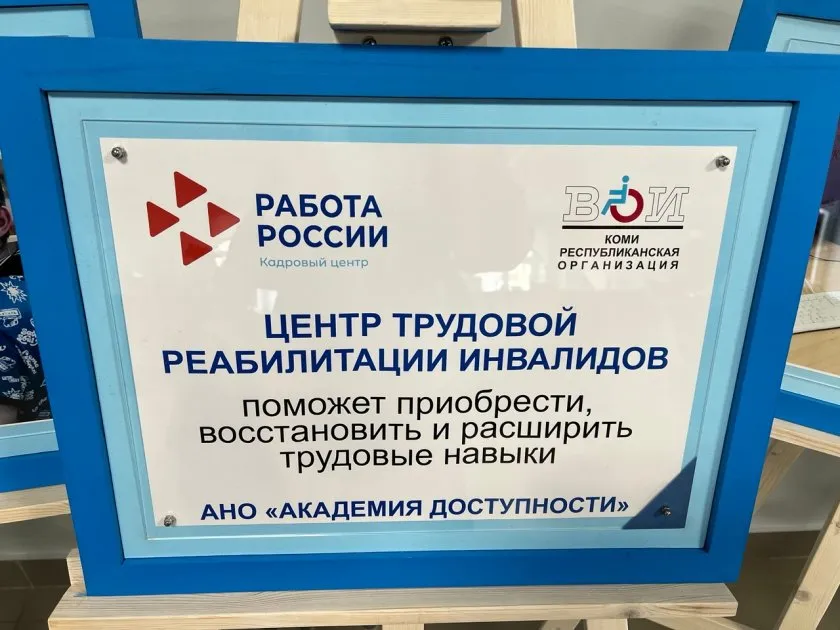 РАБОТА
РОССИИ
Кадровый центр
ВОИ
КОМИ
РЕСПУБЛИКАНСКАЯ
ОРГАНИЗАЦИЯ
ЦЕНТР ТРУДОВОЙ
РЕАБИЛИТАЦИИ ИНВАЛИДОВ
поможет приобрести,
восстановить и расширить
трудовые навыки
АНО «АКАДЕМИЯ ДОСТУПНОСТИ»